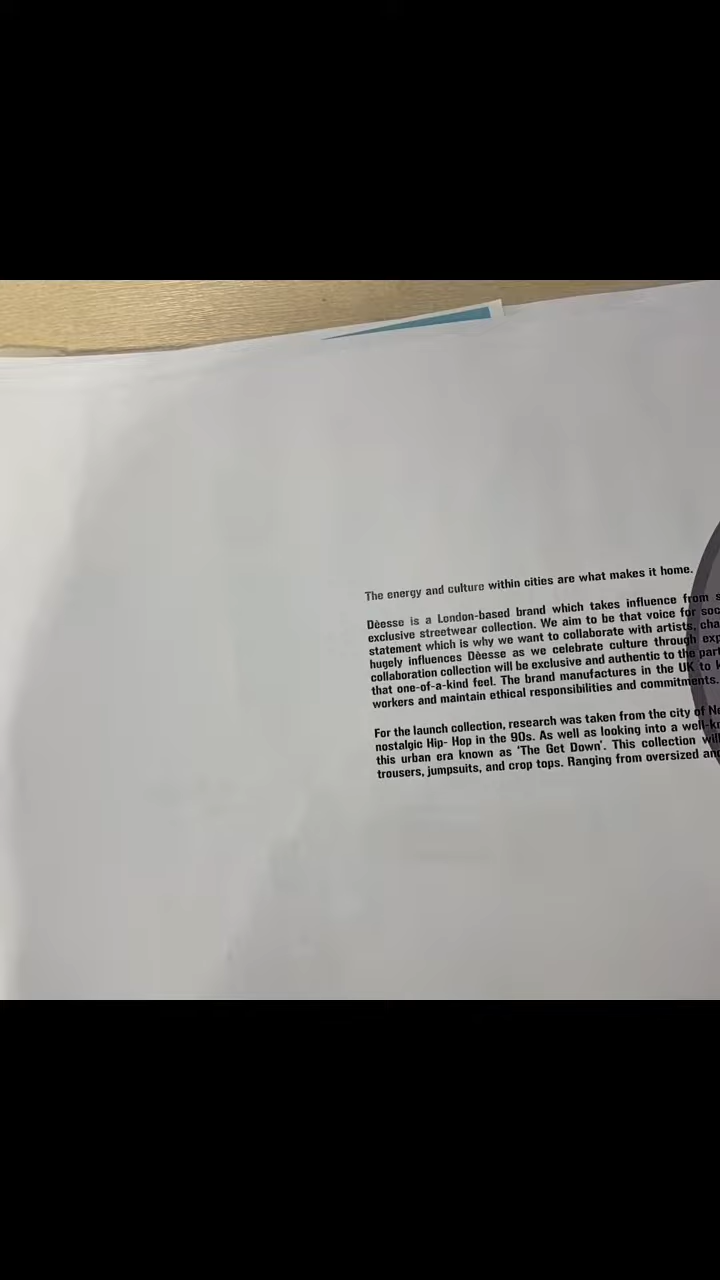 The energy and culture within cities are what makes it home.
Dèesse is a London-based brand which takes influence from
exclusive streetwear collection. We aim to be that voice for
statement which is why we want to collaborate with artists,
hugely influences Dèesse as we celebrate culture through
collaboration collection will be exclusive and authentic to the
that one-of-a-kind feel. The brand manufactures in the UK to
workers and maintain ethical responsibilities and commitments.
For the launch collection, research was taken from the city of
nostalgic Hip- Hop in the 90s. As well as looking into a
this urban era known as ‘The Get Down’. This collection
trousers, jumpsuits, and crop tops. Ranging from oversized